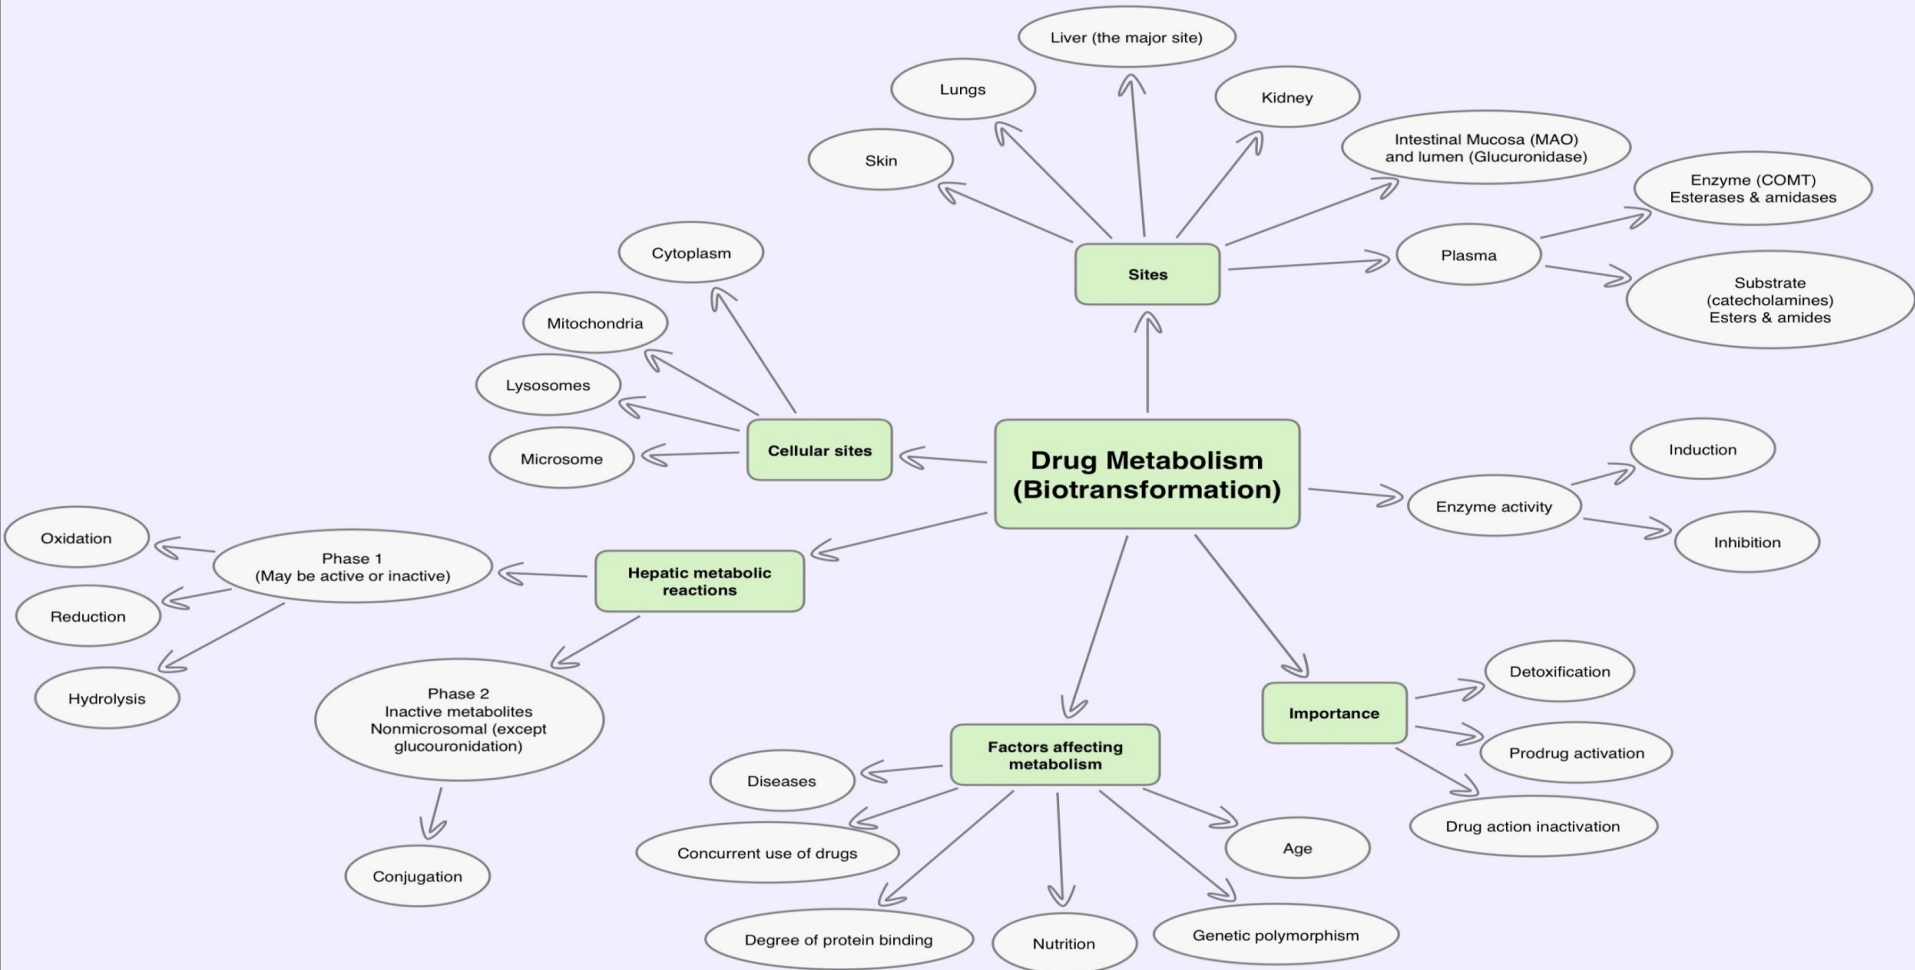 Liver (the major site)
Lungs
Kidney
Skin
Intestinal Mucosa (MAO)
and lumen (Glucuronidase)
Enzyme (COMT)
Esterases & amidases
Cytoplasm
Sites
Plasma
Substrate
(catecholamines)
Esters & amides
Mitochondria
Lysosomes
Microsome
Cellular sites
Drug Metabolism
(Biotransformation)
Induction
Enzyme activity
Inhibition
Oxidation
Phase 1
(May be active or inactive)
Hepatic metabolic
reactions
Reduction
Hydrolysis
Phase 2
Inactive metabolites
Nonmicrosomal (except
glucouronidation)
Conjugation
Detoxification
Importance
Prodrug activation
Drug action inactivation
Factors affecting
metabolism
Diseases
Concurrent use of drugs
Age
Degree of protein binding
Nutrition
Genetic polymorphism